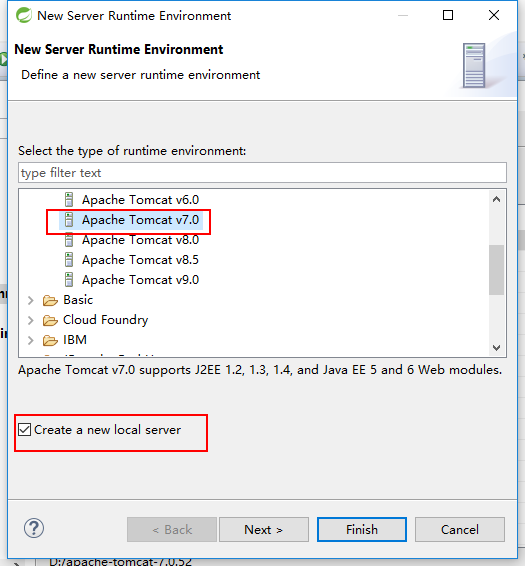 New Server Runtime Environment
New Server Runtime Environment
Define a new server runtime environment
Select the type of runtime environment:
type filter text
Apache Tomcat v6.0
Apache Tomcat v7.0
Apache Tomcat v8.0
Apache Tomcat v8.5
Apache Tomcat v9.0
Basic
Cloud Foundry
IBM
Apache Tomcat v7.0 supports J2EE 1.2, 1.3, 1.4, and Java EE 5 and 6 Web modules.
Create a new local server
?
< Back
Next >
Finish
Cancel
D:/apache-tomcat-7.0.52